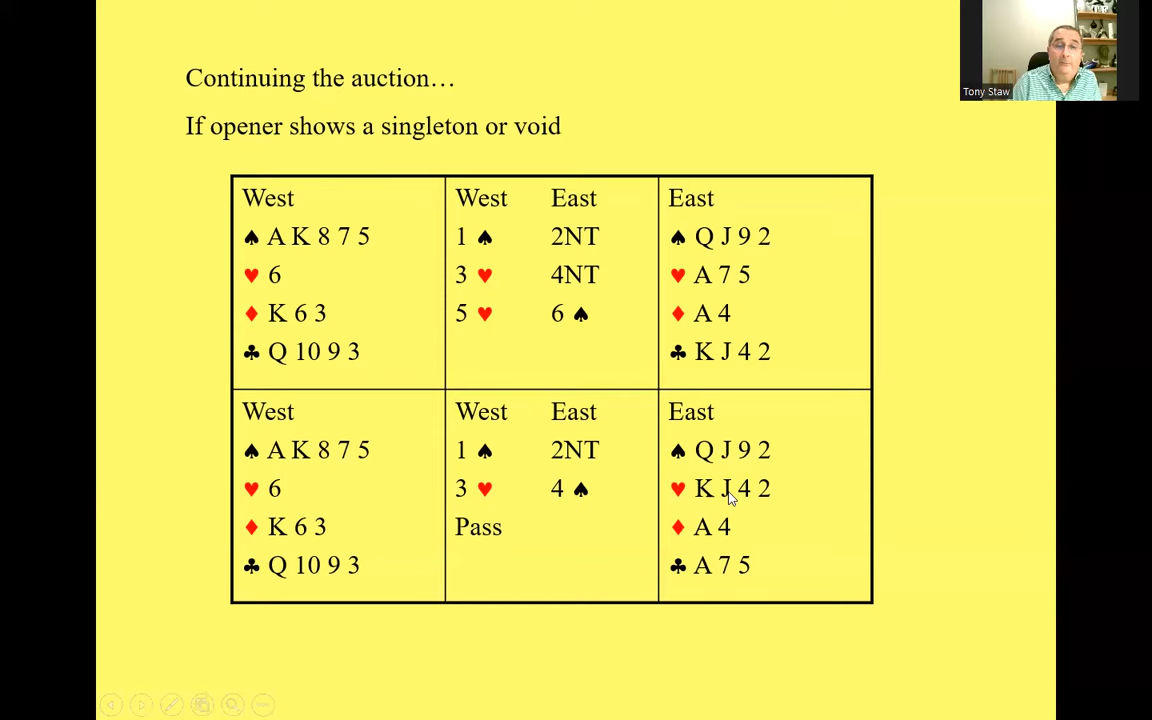 Tony Staw
Continuing the auction…
If opener shows a singleton or void
West West East East
♠ A K 8 7 5 1 ♠ 2NT ♠ Q J 9 2
♥ 6 3 ♥ 4NT ♥ A 7 5
♦ K 6 3 5 ♥ 6 ♠ ♦ A 4
♣ Q 10 9 3 ♣ K J 4 2
West West East East
♠ A K 8 7 5 1 ♠ 2NT ♠ Q J 9 2
♥ 6 3 ♥ 4 ♠ ♥ K J 4 2
♦ K 6 3 Pass ♦ A 4
♣ Q 10 9 3 ♣ A 7 5